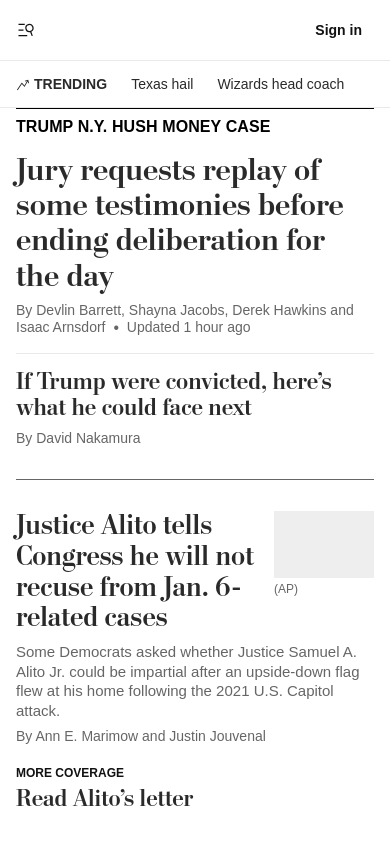 Sign in
TRENDING Texas hail Wizards head coach
TRUMP N.Y. HUSH MONEY CASE
Jury requests replay of
some testimonies before
ending deliberation for
the day
By Devlin Barrett, Shayna Jacobs, Derek Hawkins and
Isaac Arnsdorf • Updated 1 hour ago
If Trump were convicted, here’s
what he could face next
By David Nakamura
Justice Alito tells
Congress he will not
recuse from Jan. 6-
related cases
(AP)
Some Democrats asked whether Justice Samuel A.
Alito Jr. could be impartial after an upside-down flag
flew at his home following the 2021 U.S. Capitol
attack.
By Ann E. Marimow and Justin Jouvenal
MORE COVERAGE
Read Alito’s letter